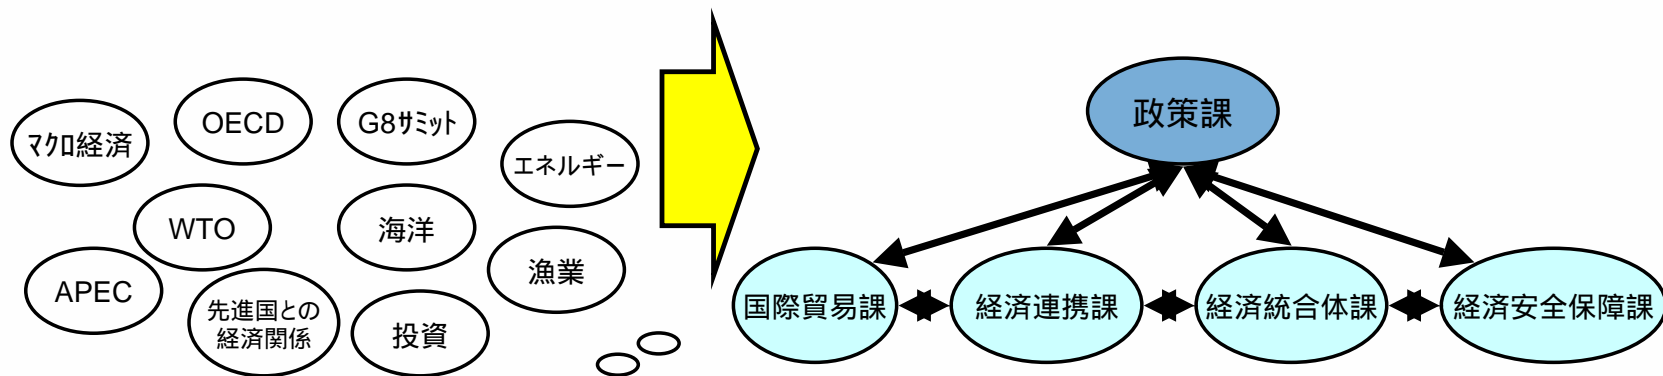 マクロ経済
OECD
G8サミット
エネルギー
WTO
海洋
漁業
APEC
先進国との
経済関係
投資
政策課
国際貿易課
経済連携課
経済統合体課
経済安全保障課